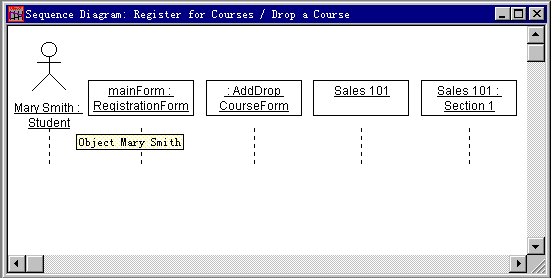 Sequence Diagram: Register for Courses / Drop a Course
Mary Smith :
Student
mainForm :
RegistrationForm
: AddDrop
CourseForm
Sales 101
Sales 101 :
Section 1
Object Mary Smith